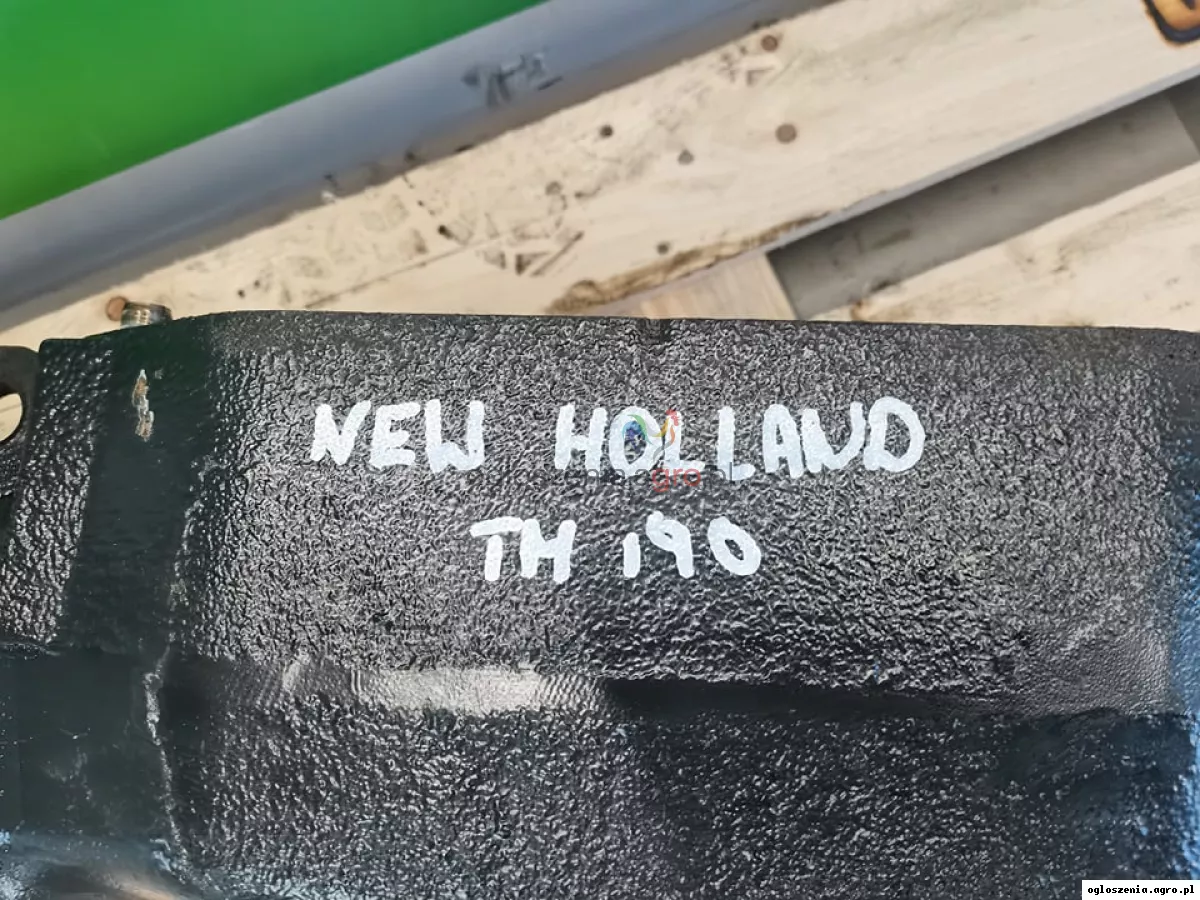 NEW HOLLAND
TH 190
ogloszenia.agro.pl